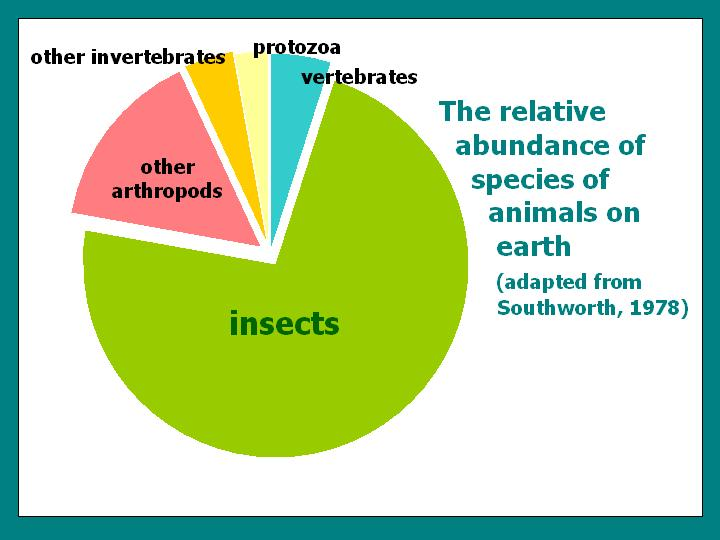 protozoa
other invertebrates
vertebrates
other
arthropods
insects
The relative
abundance of
species of
animals on
earth
(adapted from
Southworth, 1978)